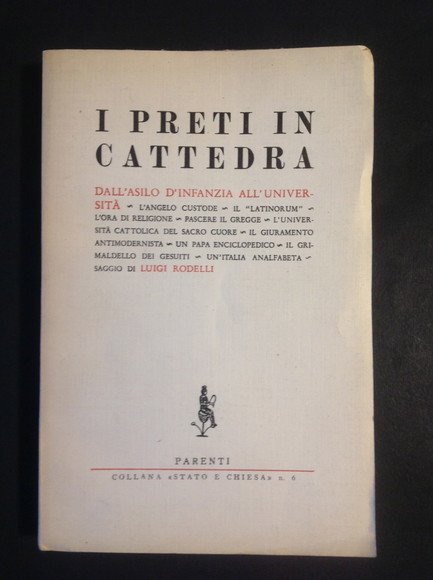 I PRETI IN
CATTEDRA
DALL'ASILO D'INFANZIA ALL'UNIVER-
SITÀ ~ L'ANGELO CUSTODE ~ IL "LATINORUM" ~
L'ORA DI RELIGIONE ~ PASCERE IL GREGGE ~ L'UNIVER-
SITÀ CATTOLICA DEL SACRO CUORE ~ IL GIURAMENTO
ANTIMODERNISTA ~ UN PAPA ENCICLOPEDICO ~ IL GRI-
MALDELLO DEI GESUITI ~ UN'ITALIA ANALFABETA ~
SAGGIO DI LUIGI RODELLI
PARENTI
COLLANA «STATO E CHIESA» n. 6